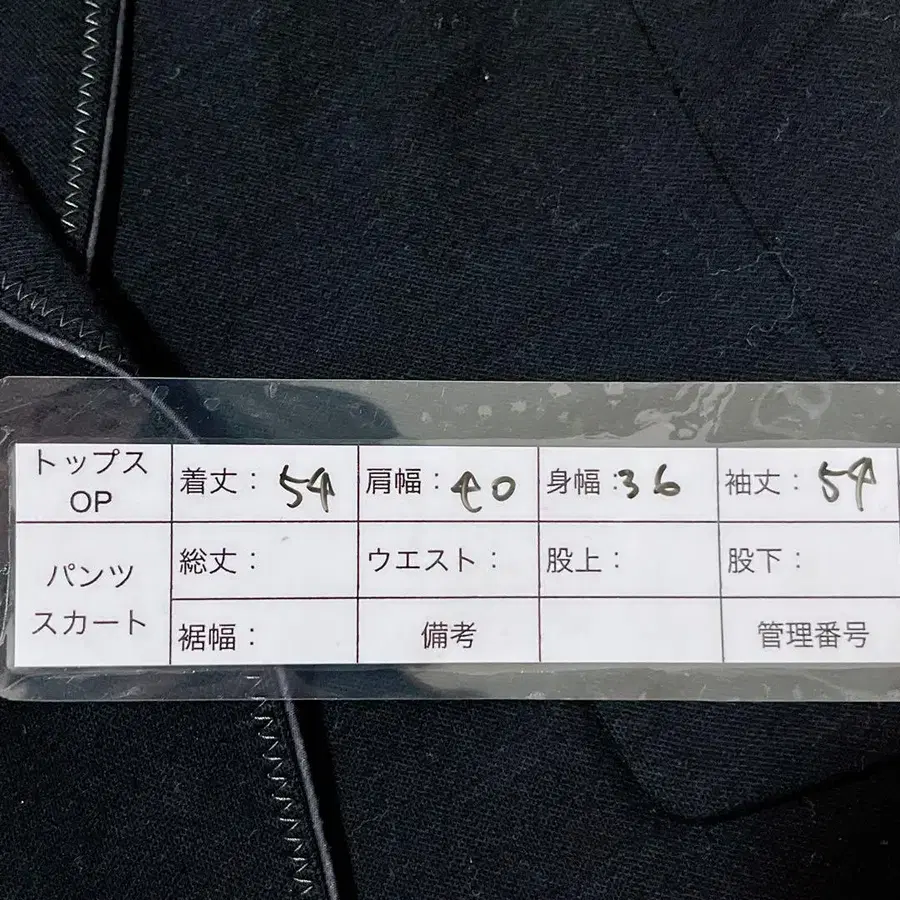 トップス OP 着丈：54 肩幅：40 身幅：36 袖丈：54
パンツ スカート 総丈： ウエスト： 股上： 股下：
裾幅： 備考 管理番号